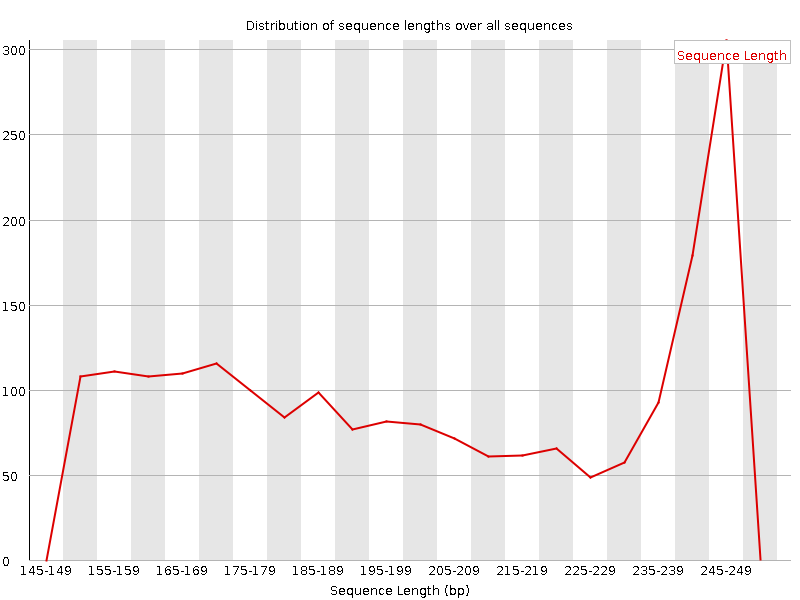 Distribution of sequence lengths over all sequences
Sequence Length
300
250
200
150
100
50
0
145-149 155-159 165-169 175-179 185-189 195-199 205-209 215-219 225-229 235-239 245-249
Sequence Length (bp)